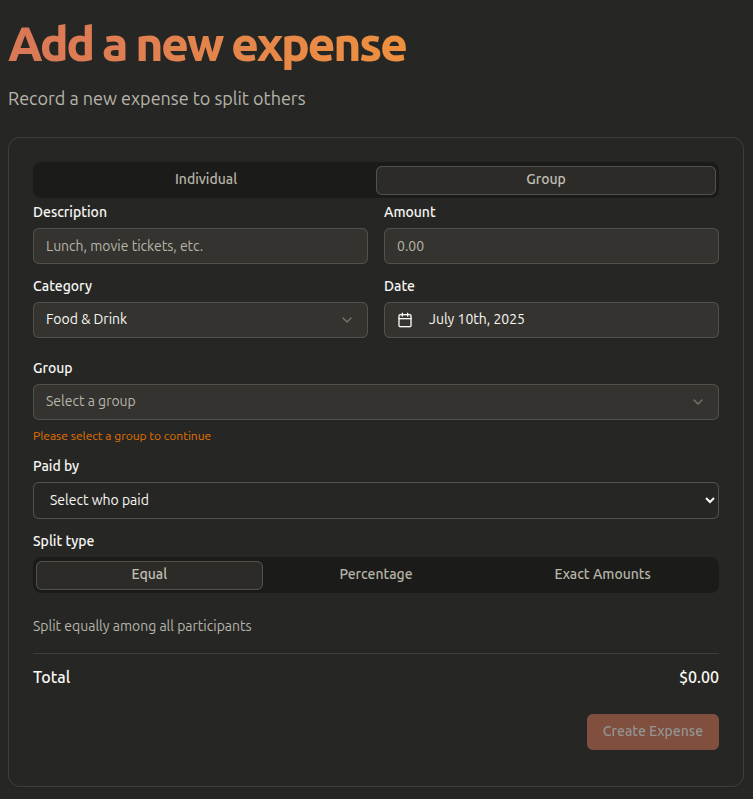 Add a new expense
Record a new expense to split others
Individual Group
Description Amount
Lunch, movie tickets, etc. 0.00
Category Date
Food & Drink July 10th, 2025
Group
Select a group
Please select a group to continue
Paid by
Select who paid
Split type
Equal Percentage Exact Amounts
Split equally among all participants
Total $0.00
Create Expense